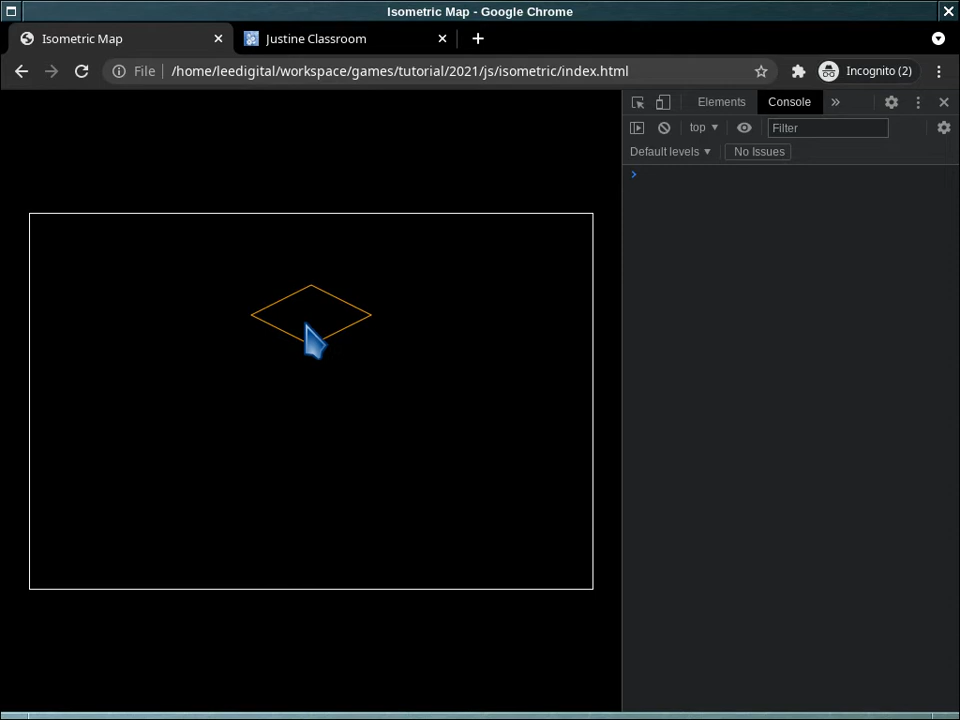 Isometric Map - Google Chrome
Isometric Map
Justine Classroom
File
/home/leedigital/workspace/games/tutorial/2021/js/isometric/index.html
Incognito (2)
Elements
Console
top
Filter
Default levels
No Issues